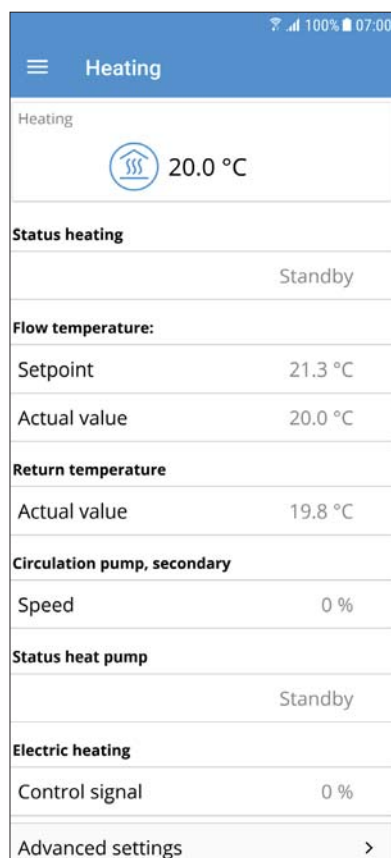 100% 07:00
Heating
Heating
20.0 °C
Status heating
Standby
Flow temperature:
Setpoint 21.3 °C
Actual value 20.0 °C
Return temperature
Actual value 19.8 °C
Circulation pump, secondary
Speed 0 %
Status heat pump
Standby
Electric heating
Control signal 0 %
Advanced settings >